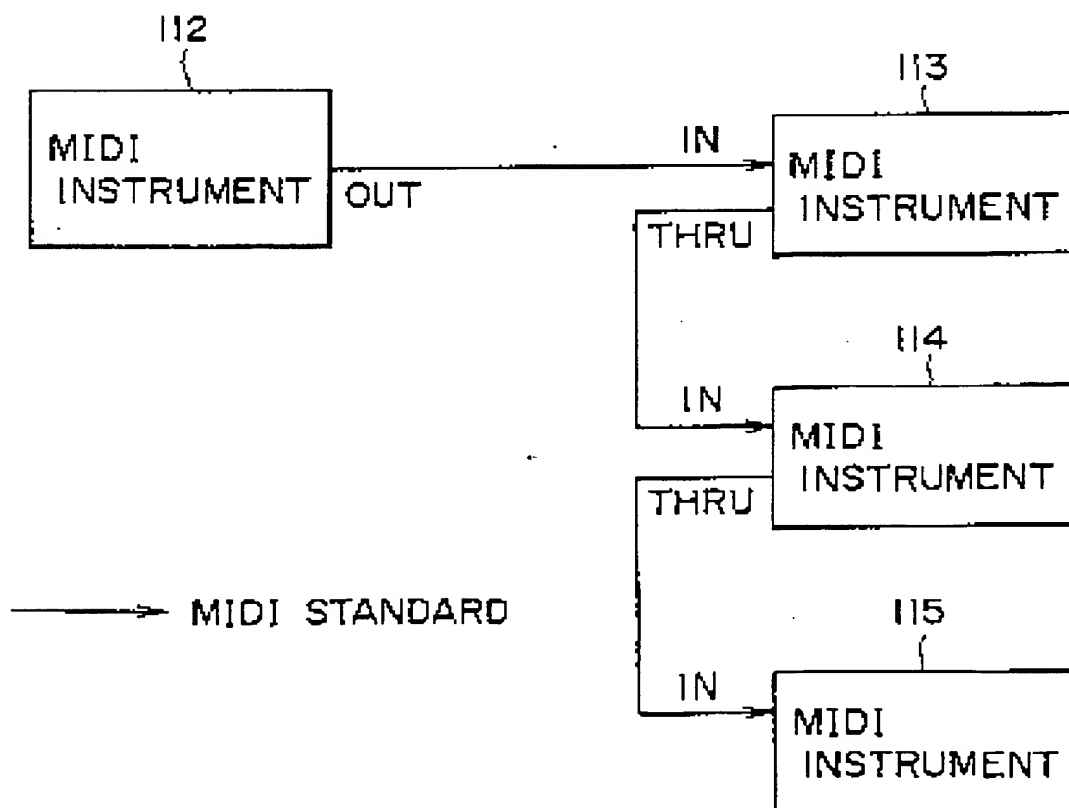 112
MIDI
INSTRUMENT
OUT
113
IN
MIDI
INSTRUMENT
THRU
114
IN
MIDI
INSTRUMENT
THRU
MIDI STANDARD
115
IN
MIDI
INSTRUMENT